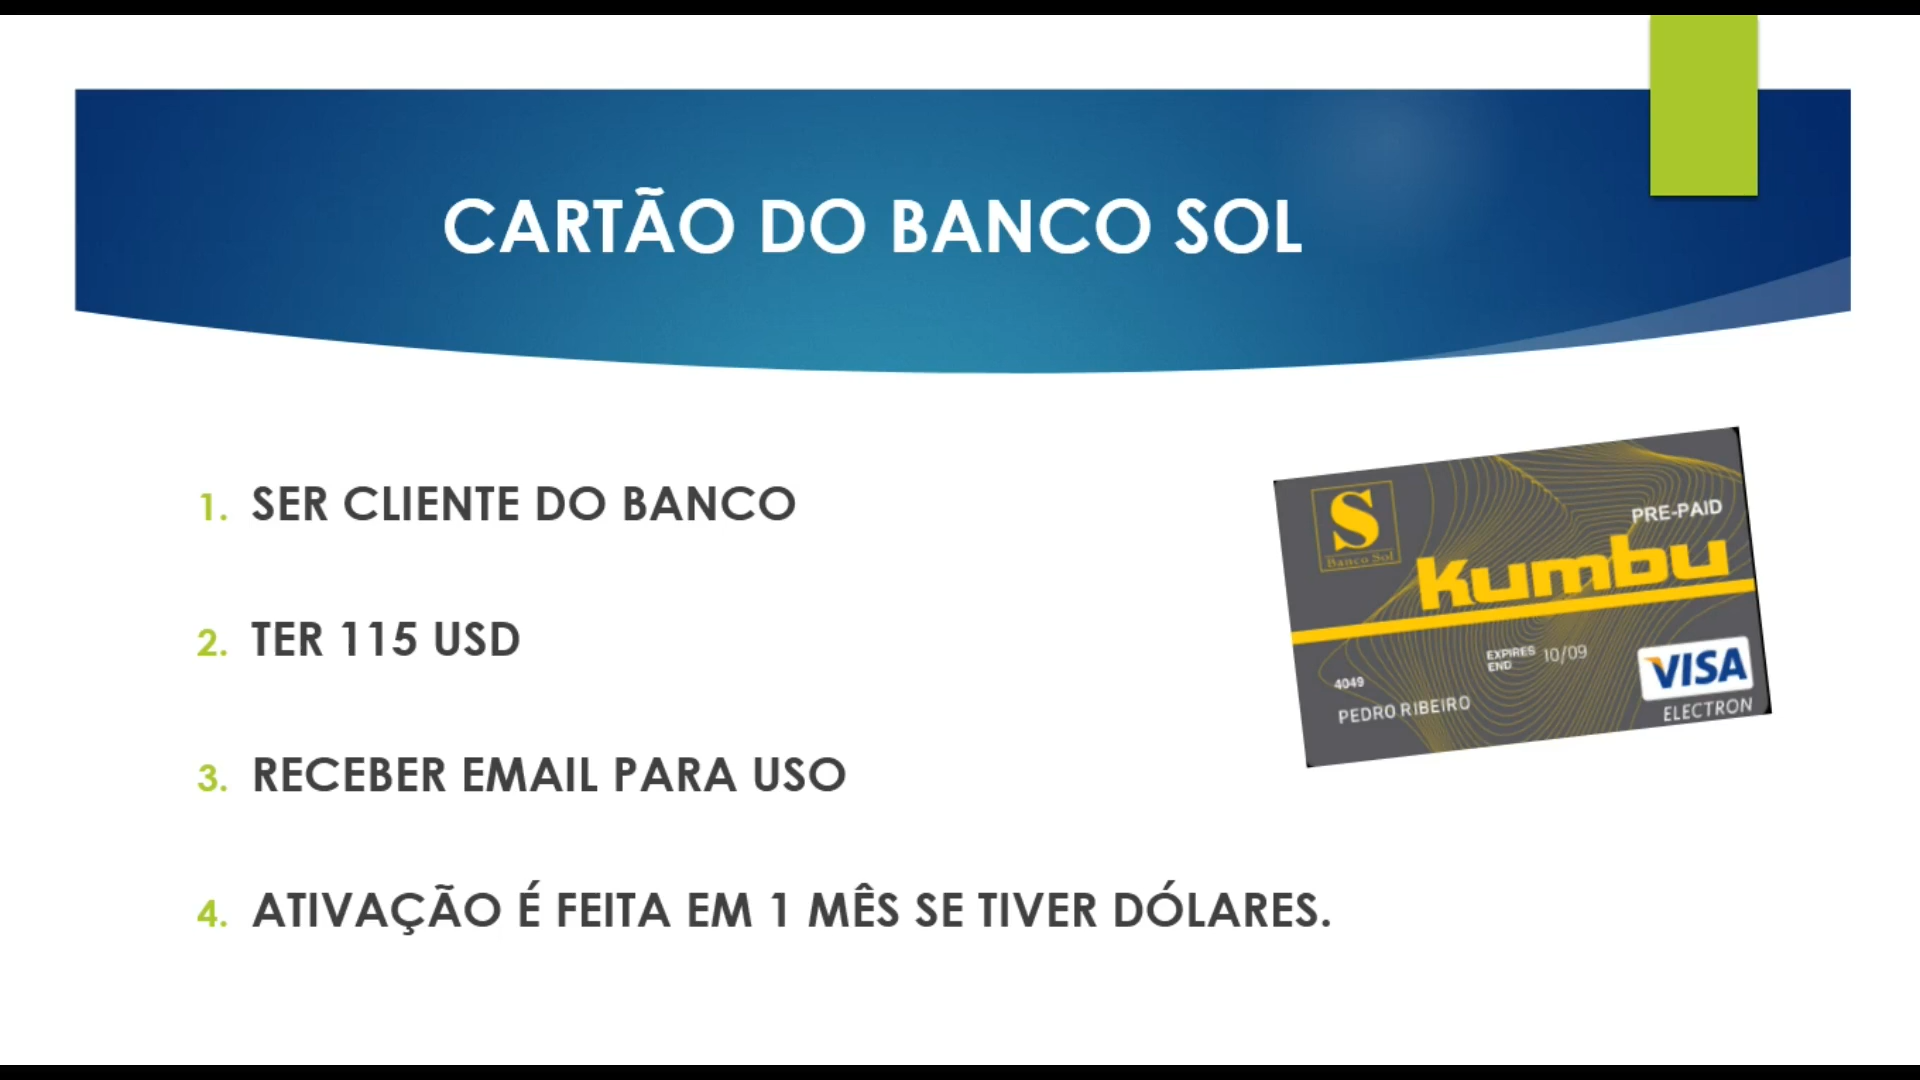 CARTÃO DO BANCO SOL
1. SER CLIENTE DO BANCO
2. TER 115 USD
3. RECEBER EMAIL PARA USO
4. ATIVAÇÃO É FEITA EM 1 MÊS SE TIVER DÓLARES.
S
Banco Sol
PRE-PAID
kumbu
EXPIRES
END
10/09
4049
PEDRO RIBEIRO
VISA
ELECTRON